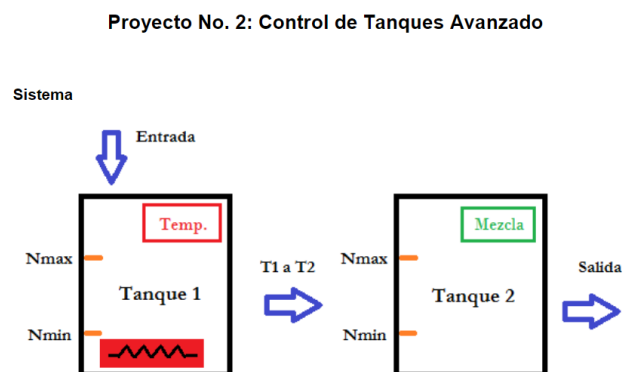 Proyecto No. 2: Control de Tanques Avanzado
Sistema
Entrada
Temp.
Mezcla
Nmax
T1 a T2
Nmax
Salida
Tanque 1
Tanque 2
Nmin
Nmin